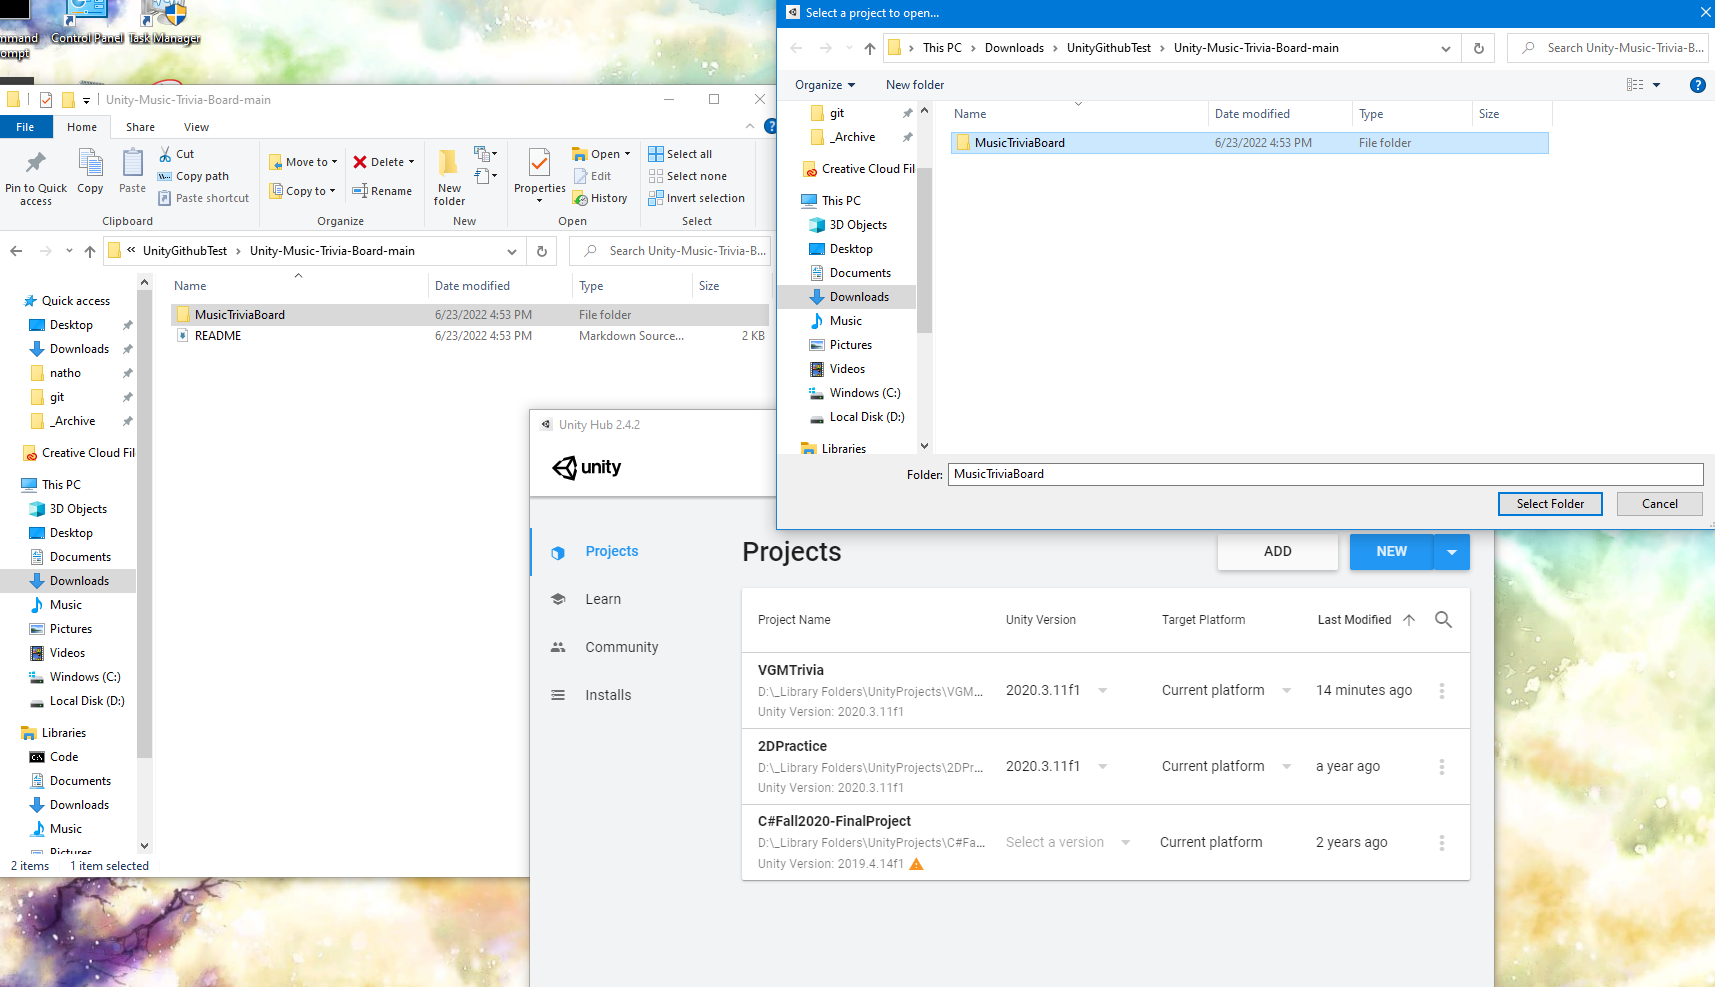 mmand
ompt
Control Panel
Task Manager
Unity-Music-Trivia-Board-main
File
Home
Share
View
Pin to Quick
access
Copy
Paste
Cut
Copy path
Paste shortcut
Clipboard
Move to
Copy to
Delete
Rename
Organize
New
folder
New
Properties
Open
Edit
History
Open
Select all
Select none
Invert selection
Select
« UnityGithubTest › Unity-Music-Trivia-Board-main
Search Unity-Music-Trivia-B...
Quick access
Desktop
Downloads
natho
git
_Archive
Creative Cloud Fil
This PC
3D Objects
Desktop
Documents
Downloads
Music
Pictures
Videos
Windows (C:)
Local Disk (D:)
Libraries
Code
Documents
Downloads
Music
Pictures
Name Date modified Type Size
MusicTriviaBoard 6/23/2022 4:53 PM File folder
README 6/23/2022 4:53 PM Markdown Source... 2 KB
2 items 1 item selected
Select a project to open...
This PC › Downloads › UnityGithubTest › Unity-Music-Trivia-Board-main
Search Unity-Music-Trivia-B...
Organize
New folder
git
_Archive
Creative Cloud Fil
This PC
3D Objects
Desktop
Documents
Downloads
Music
Pictures
Videos
Windows (C:)
Local Disk (D:)
Libraries
Name Date modified Type Size
MusicTriviaBoard 6/23/2022 4:53 PM File folder
Folder: MusicTriviaBoard
Select Folder
Cancel
Unity Hub 2.4.2
unity
Projects
Learn
Community
Installs
Projects
ADD
NEW
Project Name Unity Version Target Platform Last Modified
VGMTrivia
D:\_Library Folders\UnityProjects\VGM...
Unity Version: 2020.3.11f1
2020.3.11f1 Current platform 14 minutes ago
2DPractice
D:\_Library Folders\UnityProjects\2DPr...
Unity Version: 2020.3.11f1
2020.3.11f1 Current platform a year ago
C#Fall2020-FinalProject
D:\_Library Folders\UnityProjects\C#Fa...
Unity Version: 2019.4.14f1
Select a version Current platform 2 years ago